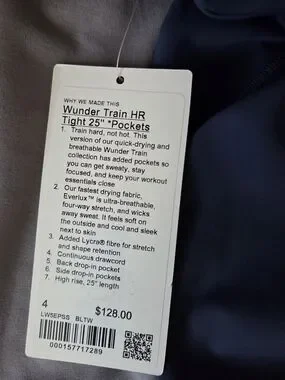 WHY WE MADE THIS
Wunder Train HR
Tight 25" *Pockets
1. Train hard, not hot. This
version of our quick-drying and
breathable Wunder Train
collection has added pockets so
you can get sweaty, stay
focused, and keep your workout
essentials close
2. Our fastest drying fabric,
Everlux™ is ultra-breathable,
four-way stretch, and wicks
away sweat. It feels soft on
the outside and cool and sleek
next to skin
3. Added Lycra® fibre for stretch
and shape retention
4. Continuous drawcord
5. Back drop-in pocket
6. Side drop-in pockets
7. High rise, 25" length
4 $128.00
LW5EPSS BLTW
000157717289